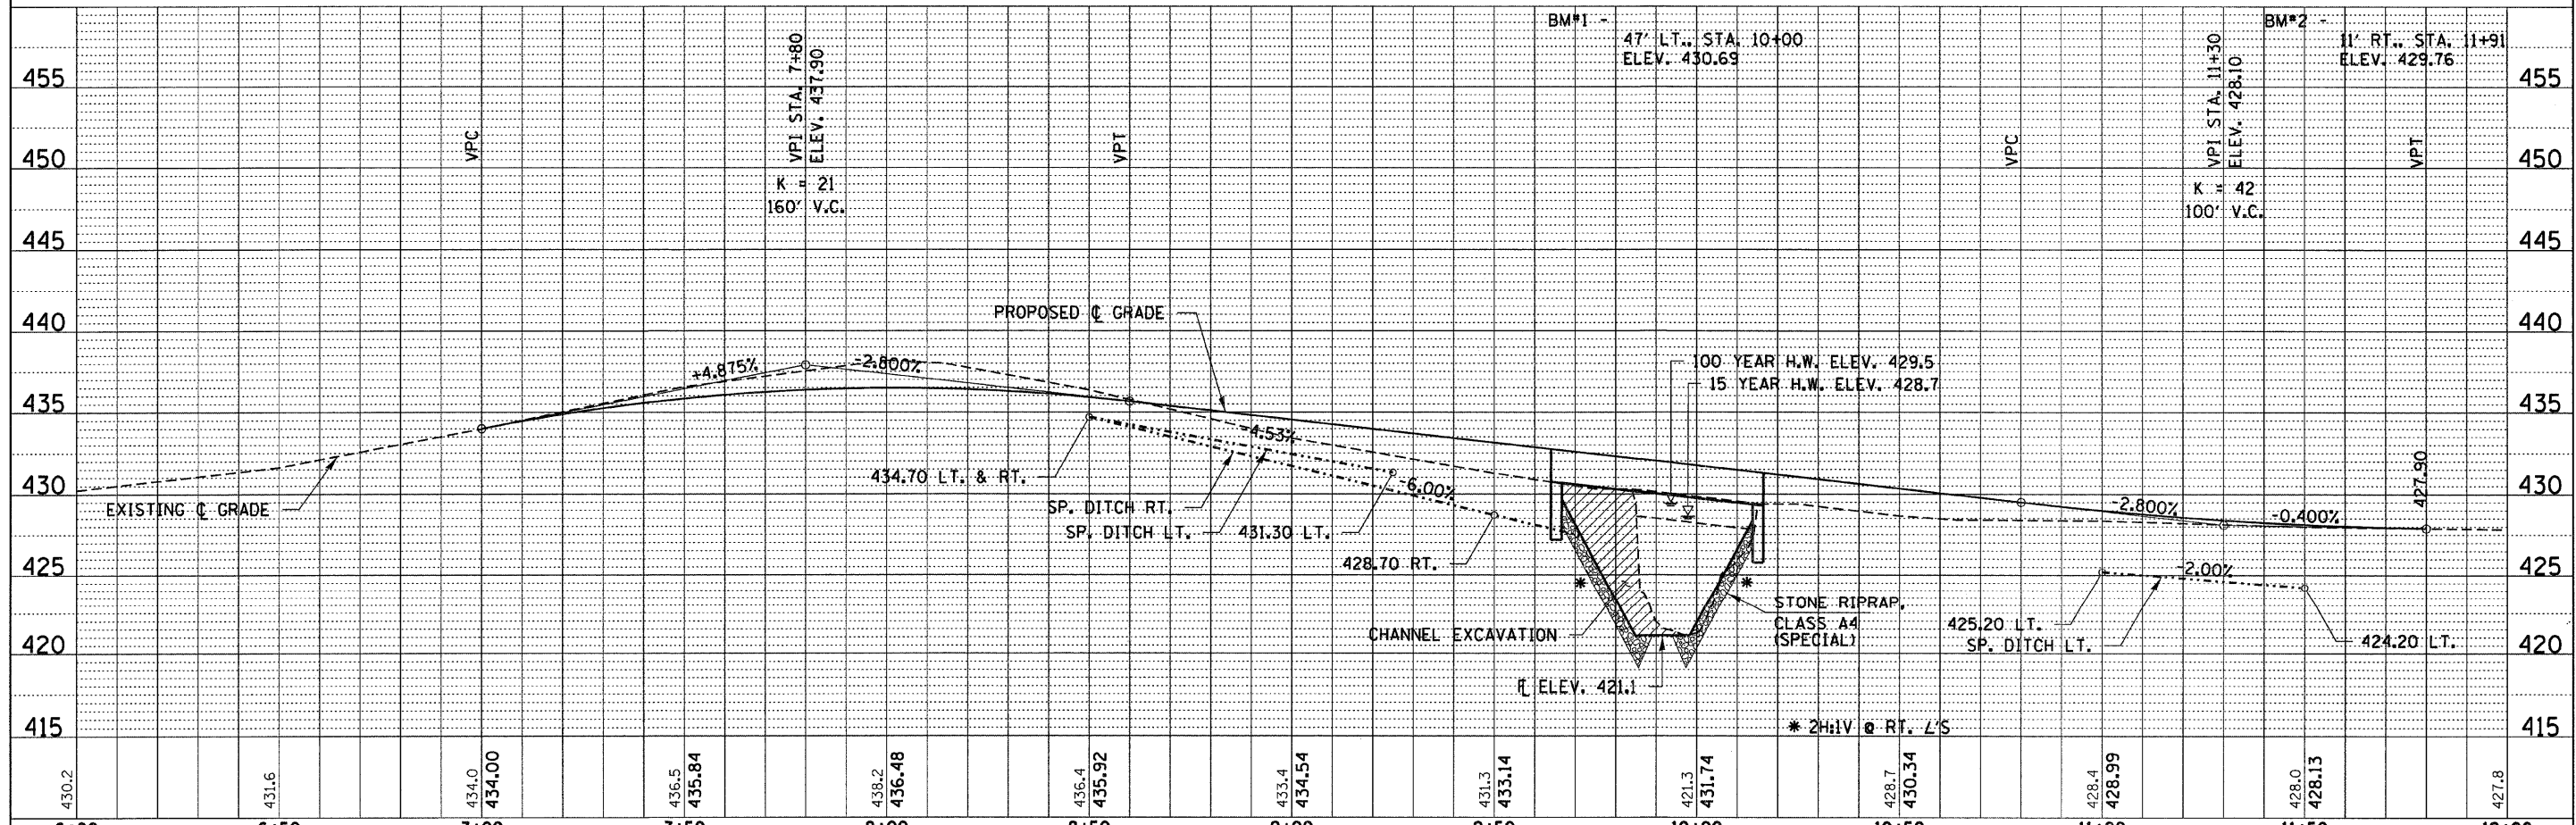 BM#1 -
47' LT., STA. 10+00
ELEV. 430.69
BM#2 -
11' RT., STA. 11+91
ELEV. 429.76
VPI STA. 7+80
ELEV. 437.90
VPI STA. 11+30
ELEV. 428.10
455
455
VPC
VPT
VPC
VPT
450
450
K = 21
160' V.C.
K = 42
100' V.C.
445
445
440
440
PROPOSED ℄ GRADE
100 YEAR H.W. ELEV. 429.5
15 YEAR H.W. ELEV. 428.7
+4.875%
-2.800%
435
435
-4.53%
434.70 LT. & RT.
-6.00%
427.90
430
430
EXISTING ℄ GRADE
SP. DITCH RT.
SP. DITCH LT.
431.30 LT.
-2.800%
-0.400%
428.70 RT.
425
425
*
*
-2.00%
STONE RIPRAP,
CLASS A4
(SPECIAL)
CHANNEL EXCAVATION
425.20 LT.
SP. DITCH LT.
424.20 LT.
420
420
FL ELEV. 421.1
415
415
* 2H:1V @ RT. ∠'S
430.2
431.6
434.0
434.00
436.5
435.84
438.2
436.48
436.4
435.92
433.4
434.54
431.3
433.14
421.3
431.74
428.7
430.34
428.4
428.99
428.0
428.13
427.8